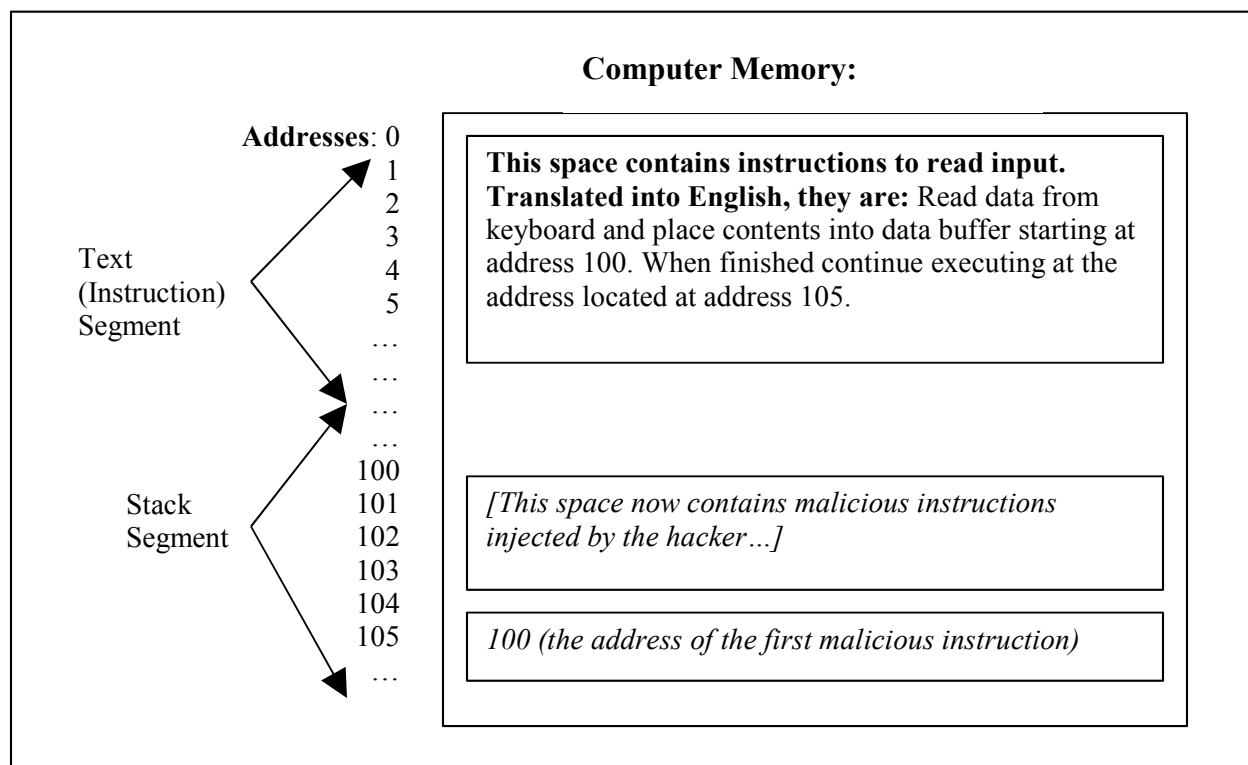 Computer Memory:
Addresses: 0
1
2
3
4
5
…
…
…
…
100
101
102
103
104
105
…
Text
(Instruction)
Segment
Stack
Segment
This space contains instructions to read input.
Translated into English, they are: Read data from
keyboard and place contents into data buffer starting at
address 100. When finished continue executing at the
address located at address 105.
[This space now contains malicious instructions
injected by the hacker…]
100 (the address of the first malicious instruction)